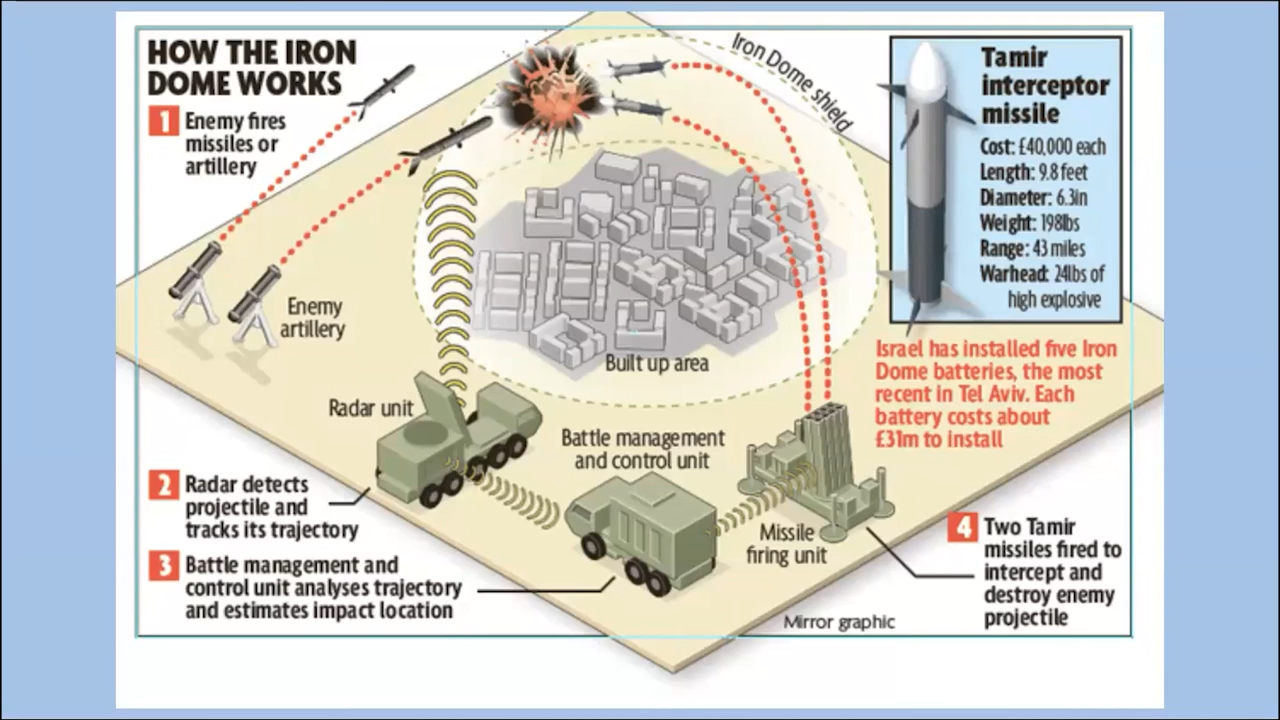 HOW THE IRON
DOME WORKS
1 Enemy fires
missiles or
artillery
Enemy
artillery
Iron Dome shield
Built up area
Tamir
interceptor
missile
Cost: £40,000 each
Length: 9.8 feet
Diameter: 6.3in
Weight: 198lbs
Range: 43 miles
Warhead: 24lbs of
high explosive
Israel has installed five Iron
Dome batteries, the most
recent in Tel Aviv. Each
battery costs about
£31m to install
Radar unit
Battle management
and control unit
Missile
firing unit
2 Radar detects
projectile and
tracks its trajectory
3 Battle management and
control unit analyses trajectory
and estimates impact location
4 Two Tamir
missiles fired to
intercept and
destroy enemy
projectile
Mirror graphic